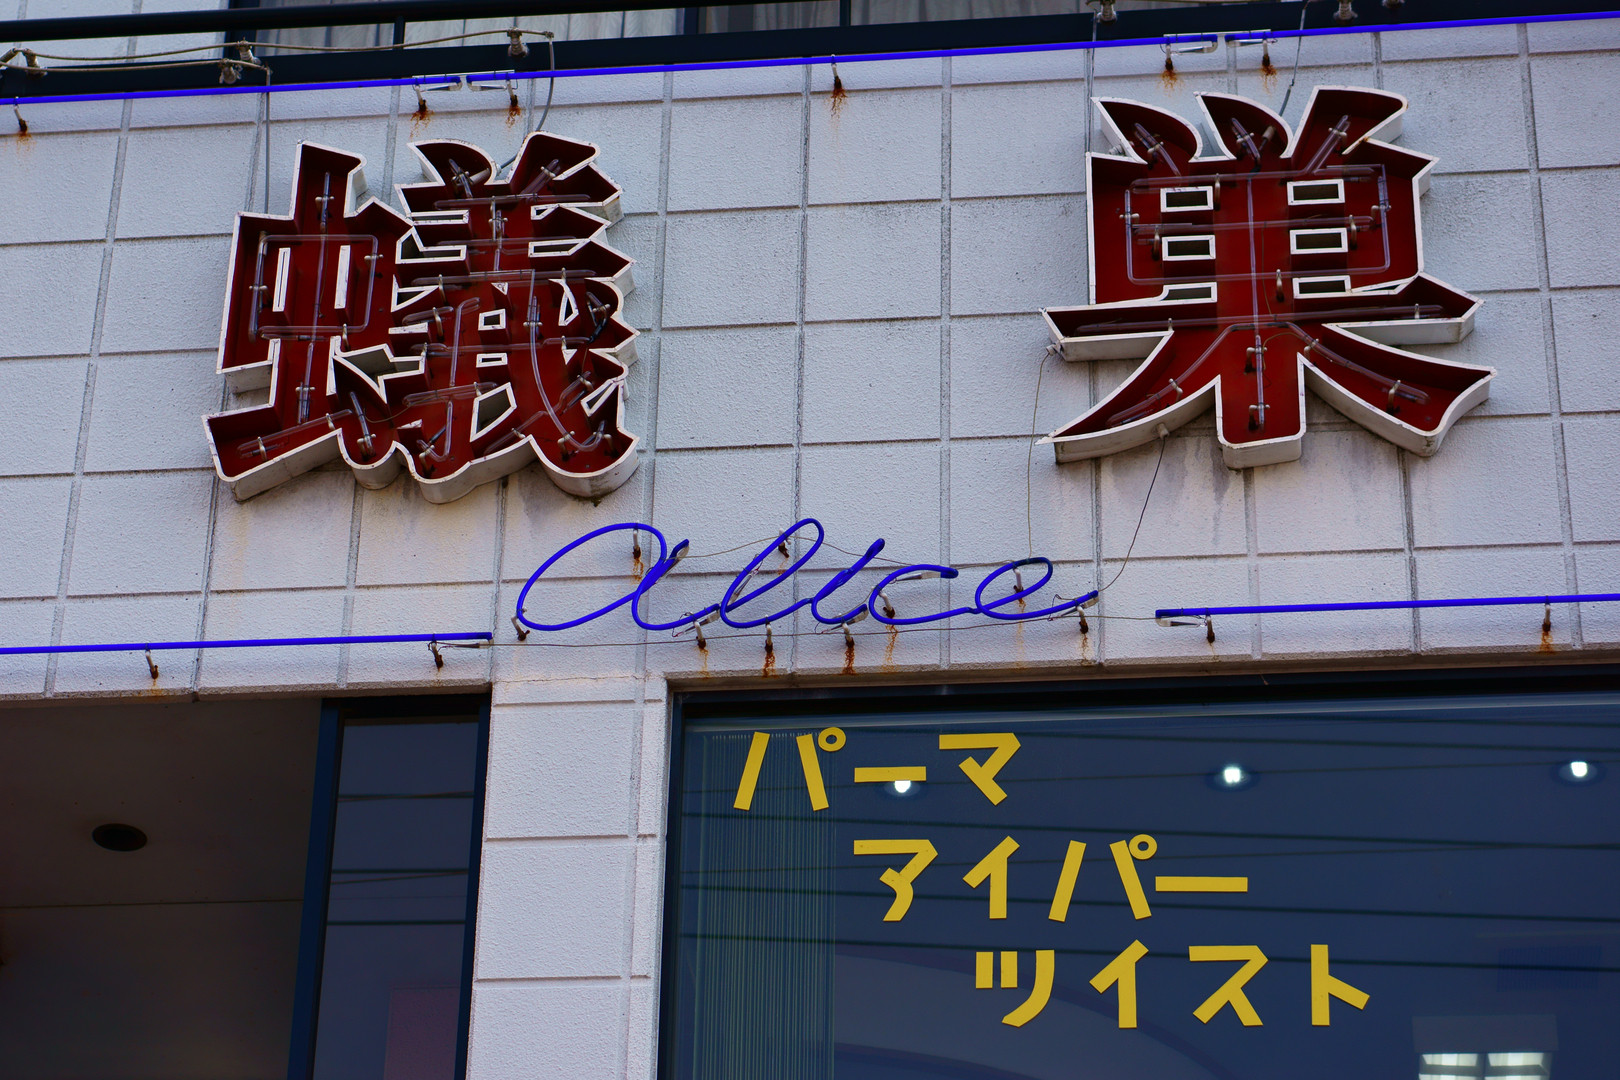 蟻巣
alice
パーマ
アイパー
ツイスト